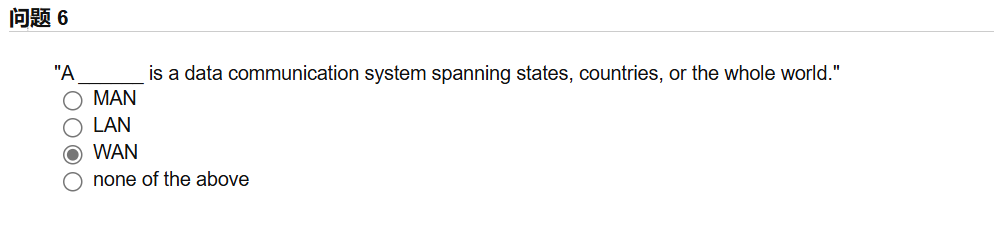 问题 6
"A ______ is a data communication system spanning states, countries, or the whole world."
MAN
LAN
WAN
none of the above